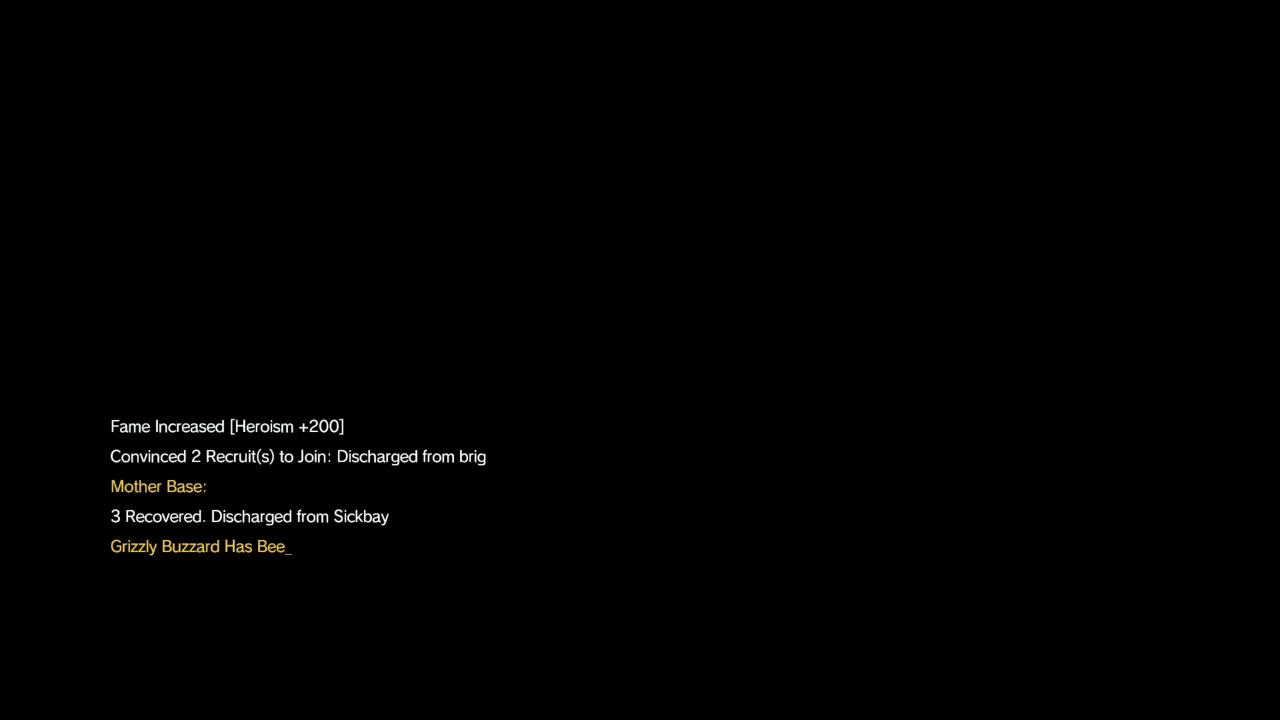 Fame Increased [Heroism +200]
Convinced 2 Recruit(s) to Join: Discharged from brig
Mother Base:
3 Recovered. Discharged from Sickbay
Grizzly Buzzard Has Bee_